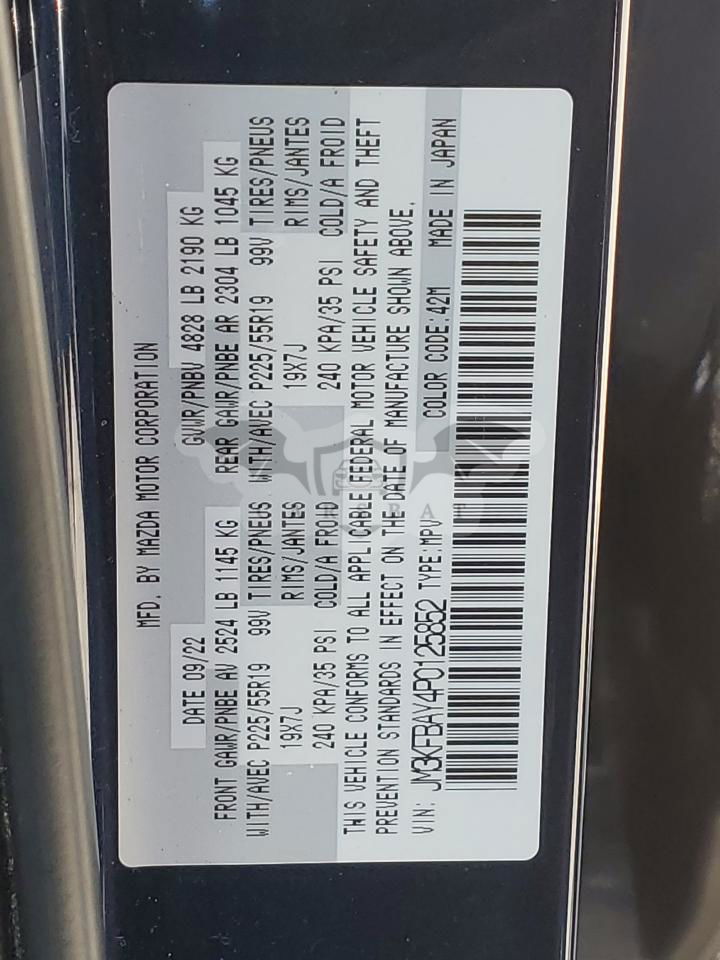 MFD. BY MAZDA MOTOR CORPORATION
DATE 09/22 GVWR/PNBV 4828 LB 2190 KG
FRONT GAWR/PNBE AV 2524 LB 1145 KG REAR GAWR/PNBE AR 2304 LB 1045 KG
WITH/AVEC P225/55R19 99V TIRES/PNEUS WITH/AVEC P225/55R19 99V TIRES/PNEUS
19X7J RIMS/JANTES 19X7J RIMS/JANTES
240 KPA/35 PSI COLD/A FROID 240 KPA/35 PSI COLD/A FROID
THIS VEHICLE CONFORMS TO ALL APPLICABLE FEDERAL MOTOR VEHICLE SAFETY AND THEFT
PREVENTION STANDARDS IN EFFECT ON THE DATE OF MANUFACTURE SHOWN ABOVE.
VIN: JM3KFBAY4P0125852 TYPE:MPV COLOR CODE:42M MADE IN JAPAN